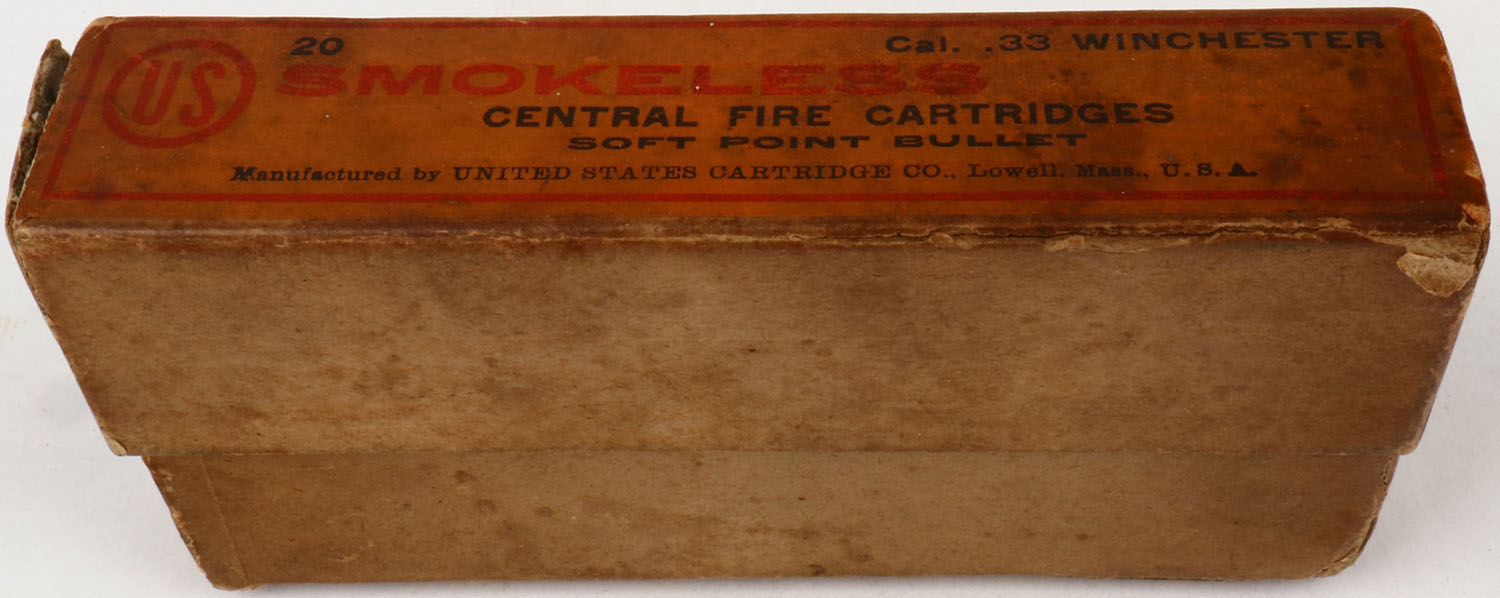 US
20 Cal. .33 WINCHESTER
SMOKELESS
CENTRAL FIRE CARTRIDGES
SOFT POINT BULLET
Manufactured by UNITED STATES CARTRIDGE CO., Lowell, Mass., U. S. A.